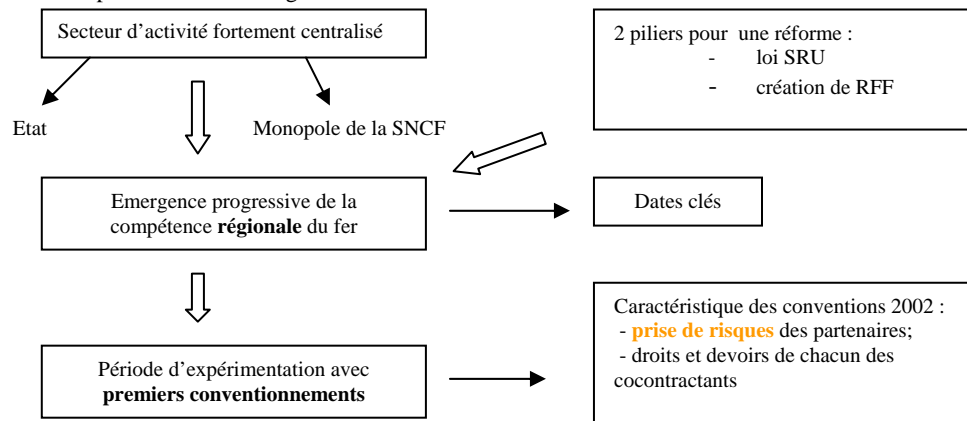 Secteur d'activité fortement centralisé
2 piliers pour une réforme :
- loi SRU
- création de RFF
Etat
Monopole de la SNCF
Emergence progressive de la
compétence régionale du fer
Dates clés
Période d'expérimentation avec
premiers conventionnements
Caractéristique des conventions 2002 :
- prise de risques des partenaires;
- droits et devoirs de chacun des
cocontractants